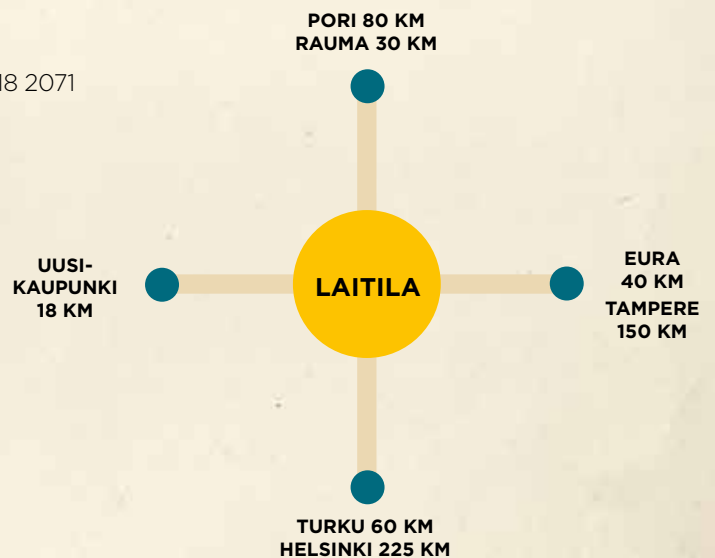 PORI 80 KM
RAUMA 30 KM
18 2071
UUSI-
KAUPUNKI
18 KM
LAITILA
EURA
40 KM
TAMPERE
150 KM
TURKU 60 KM
HELSINKI 225 KM